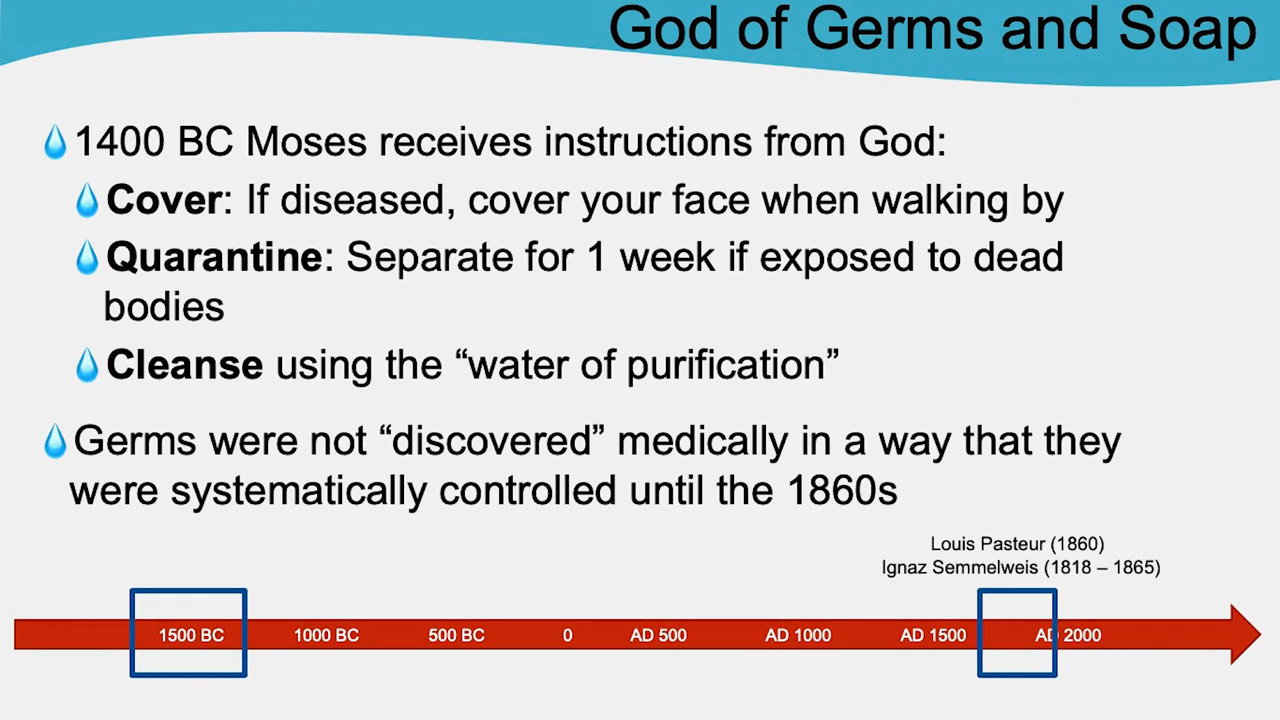 God of Germs and Soap
1400 BC Moses receives instructions from God:
Cover: If diseased, cover your face when walking by
Quarantine: Separate for 1 week if exposed to dead
bodies
Cleanse using the “water of purification”
Germs were not “discovered” medically in a way that they
were systematically controlled until the 1860s
Louis Pasteur (1860)
Ignaz Semmelweis (1818 – 1865)
1500 BC 1000 BC 500 BC 0 AD 500 AD 1000 AD 1500 AD 2000